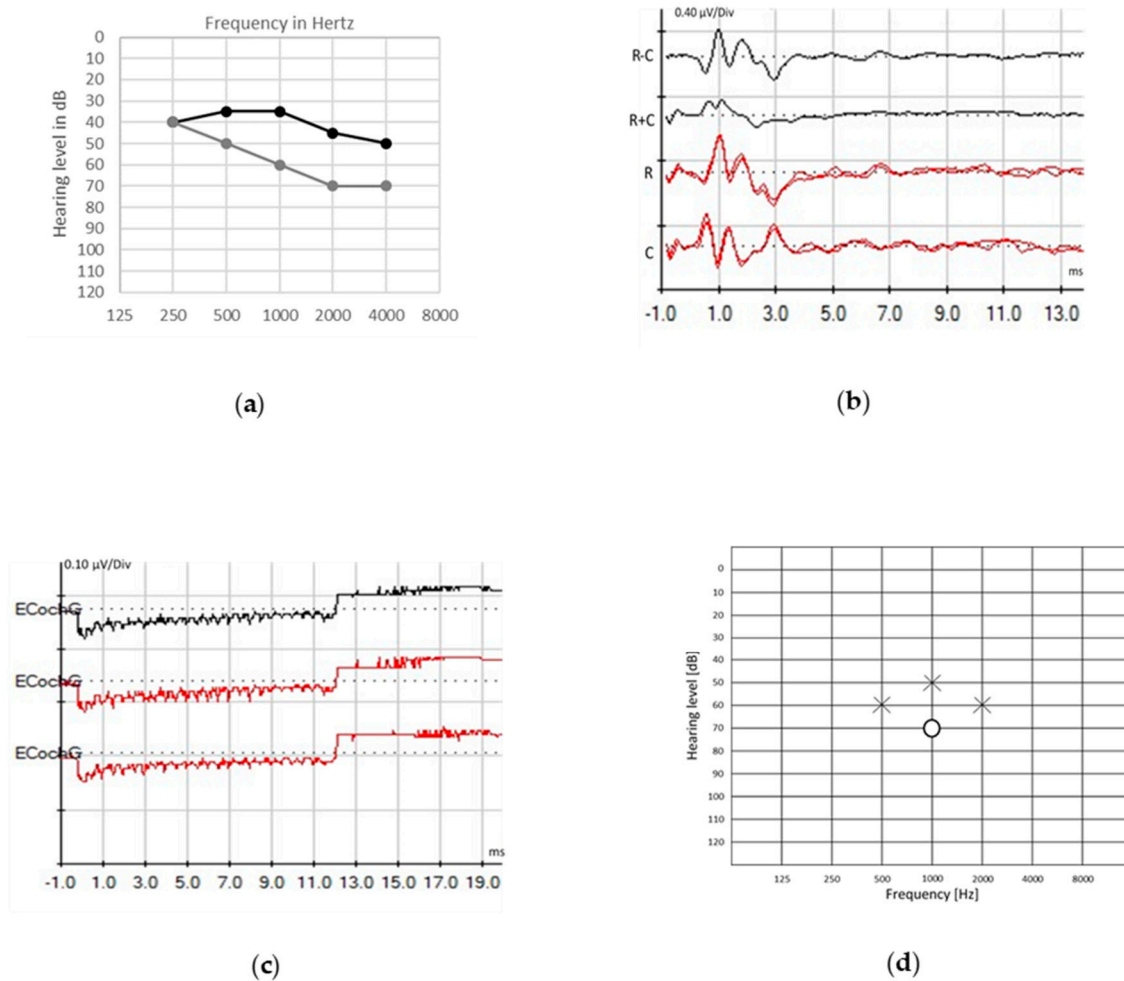 Frequency in Hertz
Hearing level in dB
0
10
20
30
40
50
60
70
80
90
100
110
120
125 250 500 1000 2000 4000 8000
(a)
0.40 µV/Div
R-C
R+C
R
C
ms
-1.0 1.0 3.0 5.0 7.0 9.0 11.0 13.0
(b)
0.10 µV/Div
ECochG
ECochG
ECochG
ms
-1.0 1.0 3.0 5.0 7.0 9.0 11.0 13.0 15.0 17.0 19.0
(c)
Hearing level [dB]
0
10
20
30
40
50
60
70
80
90
100
110
120
125 250 500 1000 2000 4000 8000
Frequency [Hz]
(d)